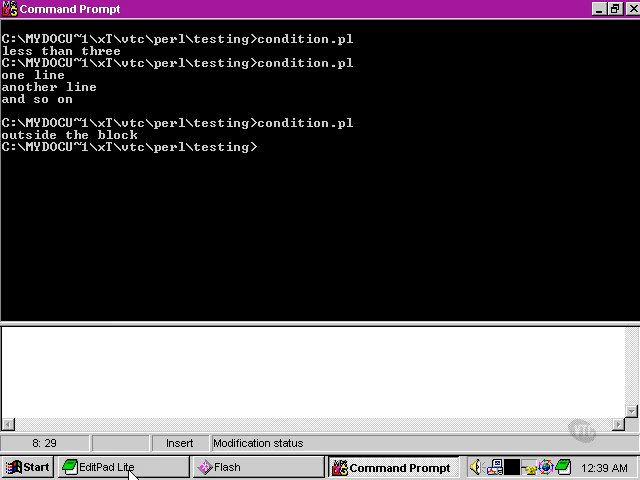 Command Prompt
C:\MYDOCU~1\xT\vtc\perl\testing>condition.pl
less than three
C:\MYDOCU~1\xT\vtc\perl\testing>condition.pl
one line
another line
and so on
C:\MYDOCU~1\xT\vtc\perl\testing>condition.pl
outside the block
C:\MYDOCU~1\xT\vtc\perl\testing>
VTC
8: 29 Insert Modification status
Start EditPad Lite Flash Command Prompt 12:39 AM